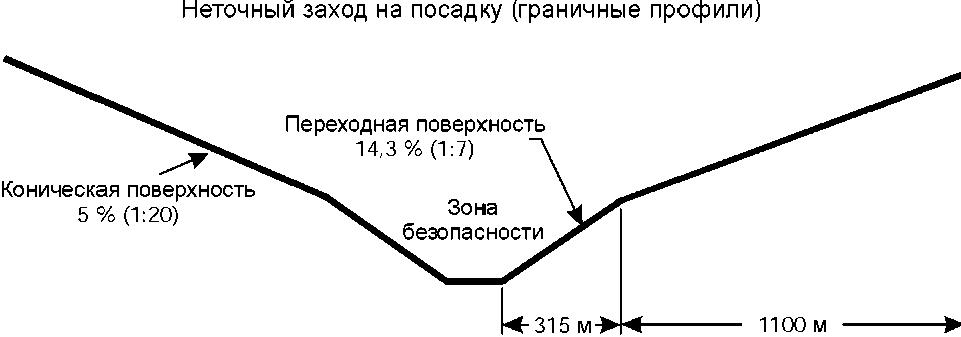 Неточный заход на посадку (граничные профили)
Переходная поверхность
14,3 % (1:7)
Коническая поверхность
5 % (1:20)
Зона
безопасности
315 м
1100 м